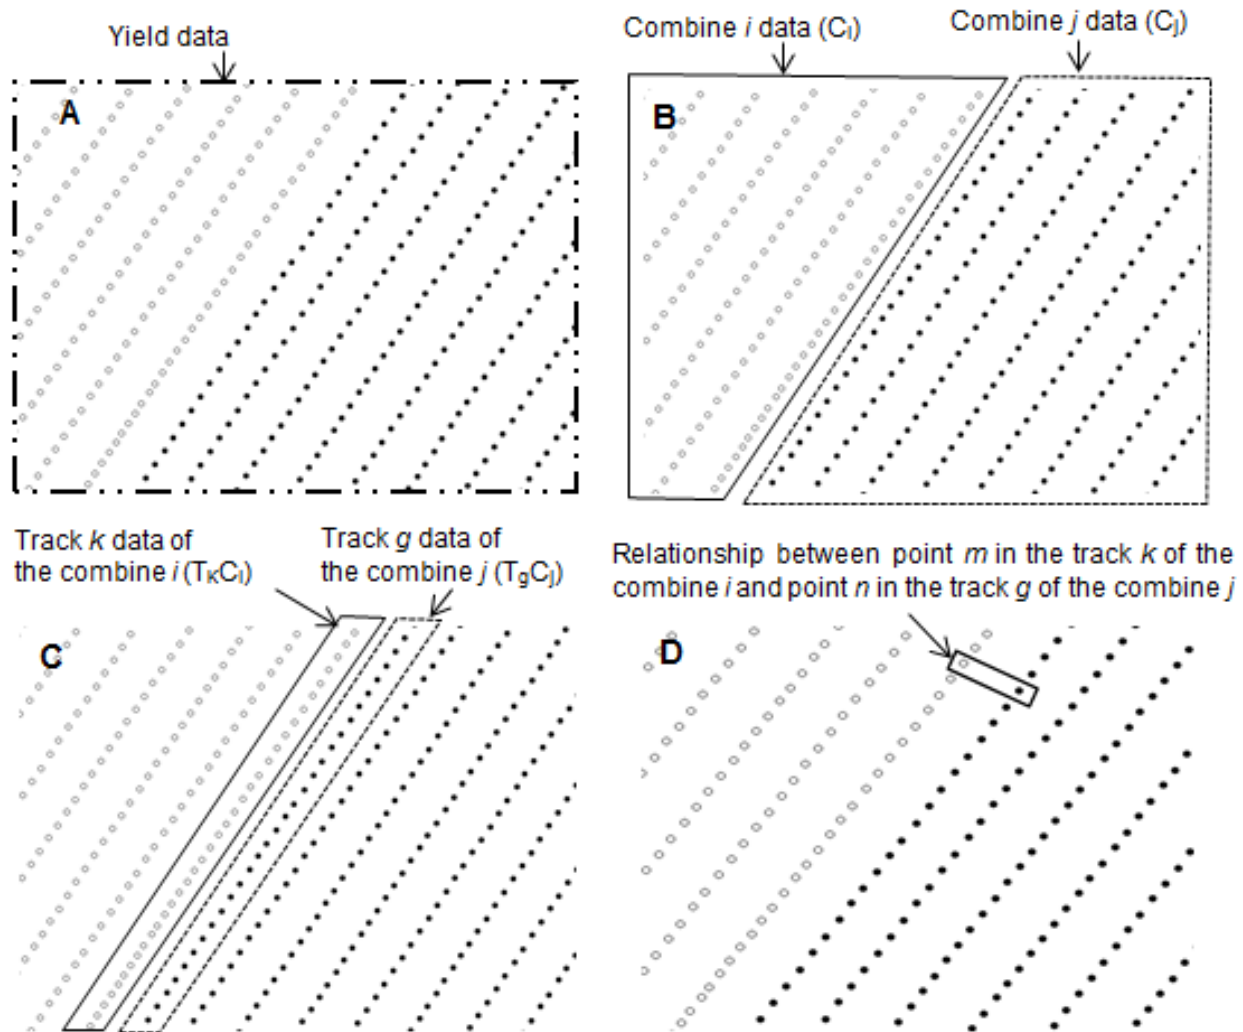 Yield data
A
Combine i data (CI)
Combine j data (CJ)
B
Track k data of
the combine i (TKCI)
Track g data of
the combine j (TgCJ)
C
Relationship between point m in the track k of the
combine i and point n in the track g of the combine j
D